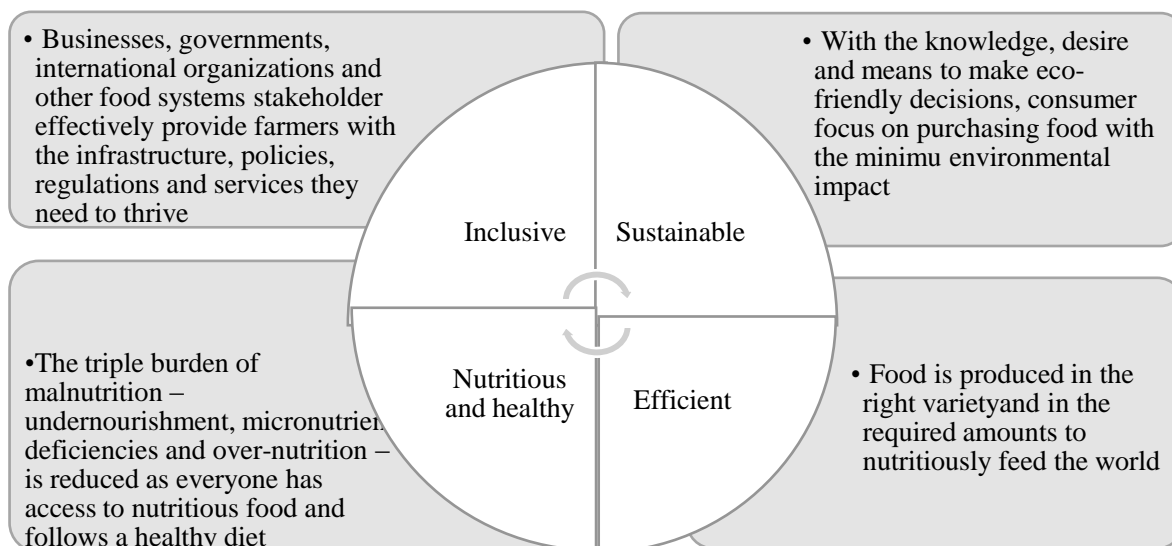 • Businesses, governments,
international organizations and
other food systems stakeholder
effectively provide farmers with
the infrastructure, policies,
regulations and services they
need to thrive
• With the knowledge, desire
and means to make eco-
friendly decisions, consumer
focus on purchasing food with
the minimu environmental
impact
Inclusive
Sustainable
•The triple burden of
malnutrition –
undernourishment, micronutrien
deficiencies and over-nutrition –
is reduced as everyone has
access to nutritious food and
follows a healthy diet
Nutritious
and healthy
Efficient
• Food is produced in the
right varietyand in the
required amounts to
nutritiously feed the world